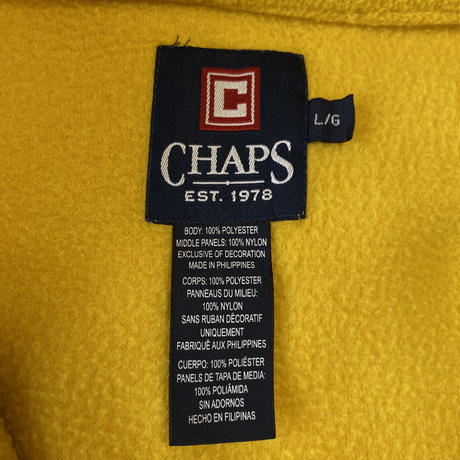 C
CHAPS
EST. 1978
L/G
BODY: 100% POLYESTER
MIDDLE PANELS: 100% NYLON
EXCLUSIVE OF DECORATION
MADE IN PHILIPPINES
CORPS: 100% POLYESTER
PANNEAUS DU MILIEU:
100% NYLON
SANS RUBAN DÉCORATIF
UNIQUEMENT
FABRIQUÉ AUX PHILIPPINES
CUERPO: 100% POLIÉSTER
PANELS DE TAPA DE MEDIA:
100% POLIÀMIDA
SIN ADORNOS
HECHO EN FILIPINAS